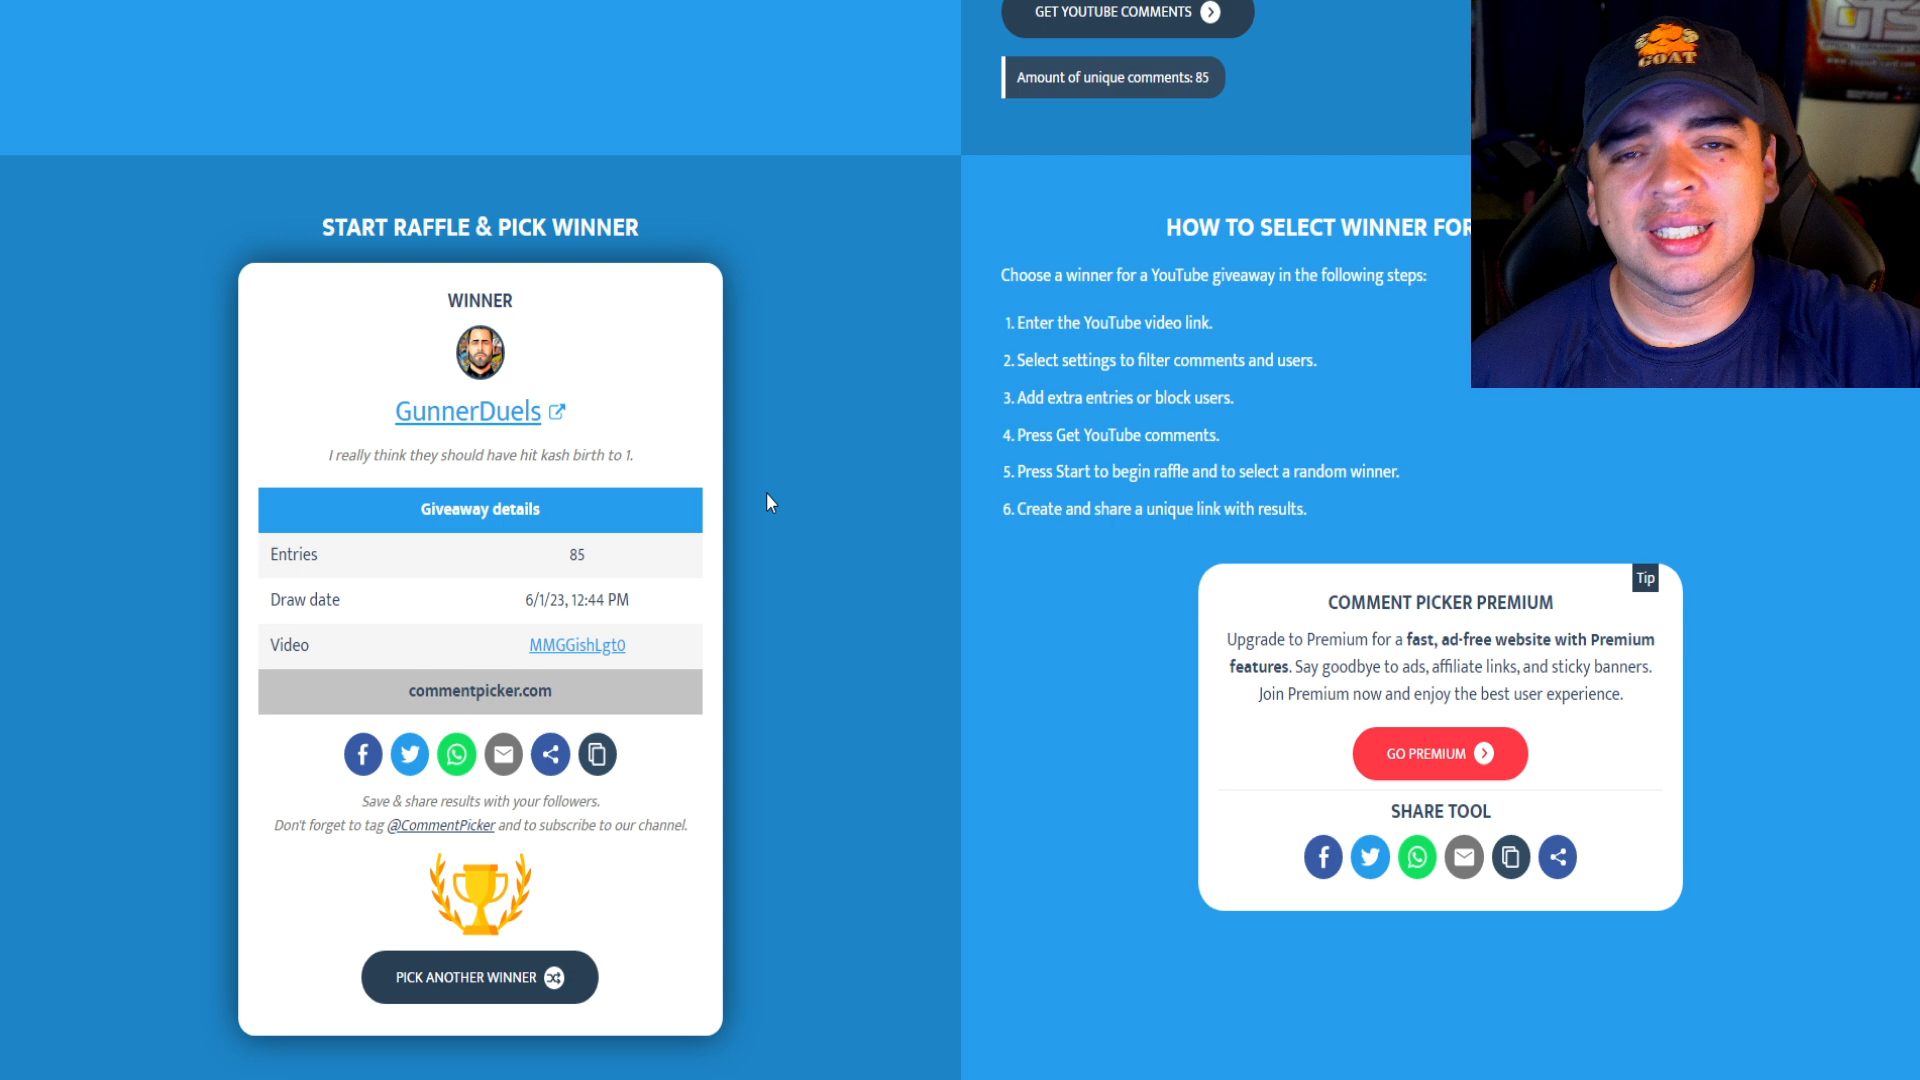 GET YOUTUBE COMMENTS
Amount of unique comments: 85
GOAT
START RAFFLE & PICK WINNER
WINNER
GunnerDuels
I really think they should have hit kash birth to 1.
Giveaway details
Entries 85
Draw date 6/1/23, 12:44 PM
Video MMGGishLgt0
commentpicker.com
Save & share results with your followers.
Don't forget to tag @CommentPicker and to subscribe to our channel.
PICK ANOTHER WINNER
HOW TO SELECT WINNER FOR
Choose a winner for a YouTube giveaway in the following steps:
1. Enter the YouTube video link.
2. Select settings to filter comments and users.
3. Add extra entries or block users.
4. Press Get YouTube comments.
5. Press Start to begin raffle and to select a random winner.
6. Create and share a unique link with results.
Tip
COMMENT PICKER PREMIUM
Upgrade to Premium for a fast, ad-free website with Premium
features. Say goodbye to ads, affiliate links, and sticky banners.
Join Premium now and enjoy the best user experience.
GO PREMIUM
SHARE TOOL